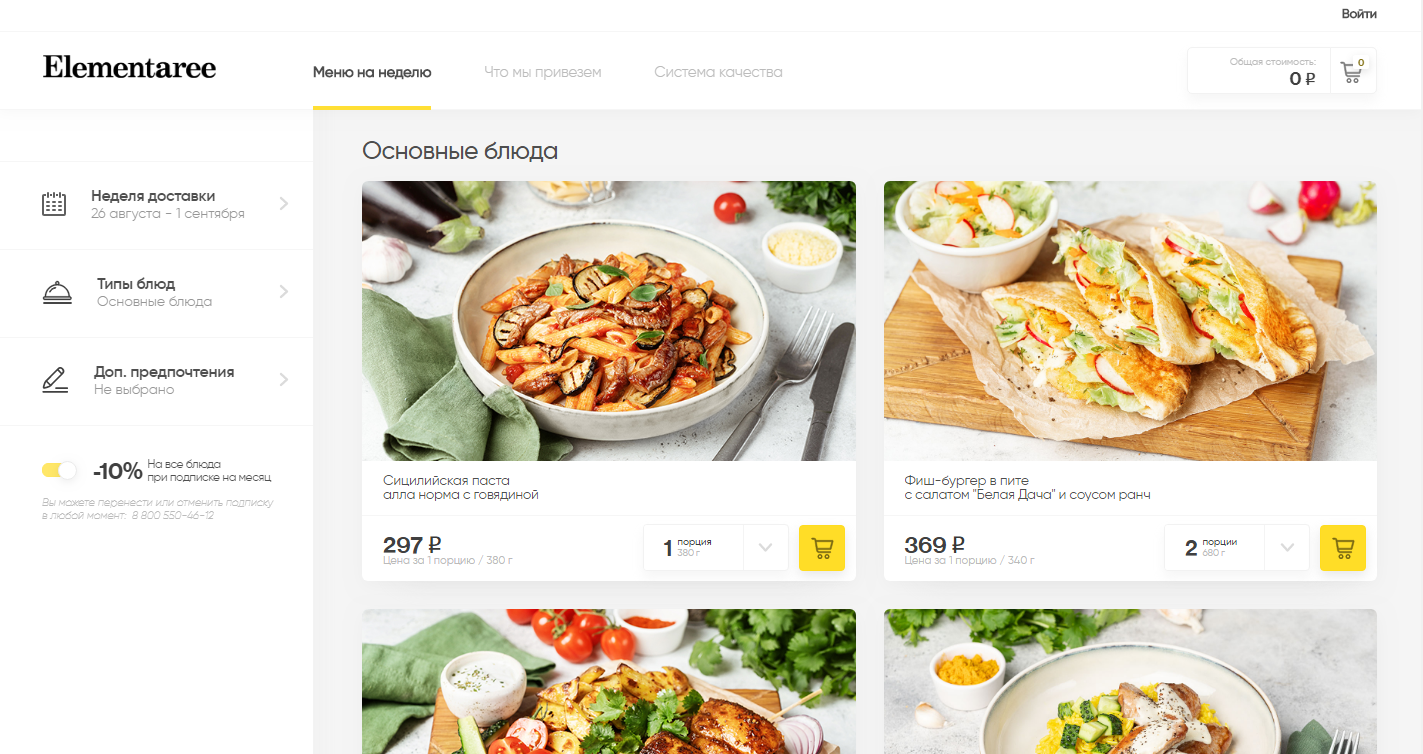 Войти
Elementaree
Меню на неделю
Что мы привезем
Система качества
Общая стоимость:
0 ₽
0
Неделя доставки
26 августа - 1 сентября
Типы блюд
Основные блюда
Доп. предпочтения
Не выбрано
-10%
На все блюда
при подписке на месяц
Вы можете перенести или отменить подписку
в любой момент: 8 800 550-46-12
Основные блюда
Сицилийская паста
алла норма с говядиной
297 ₽
Цена за 1 порцию / 380 г
1 порция
380 г
Фиш-бургер в пите
с салатом "Белая Дача" и соусом ранч
369 ₽
Цена за 1 порцию / 340 г
2 порции
680 г